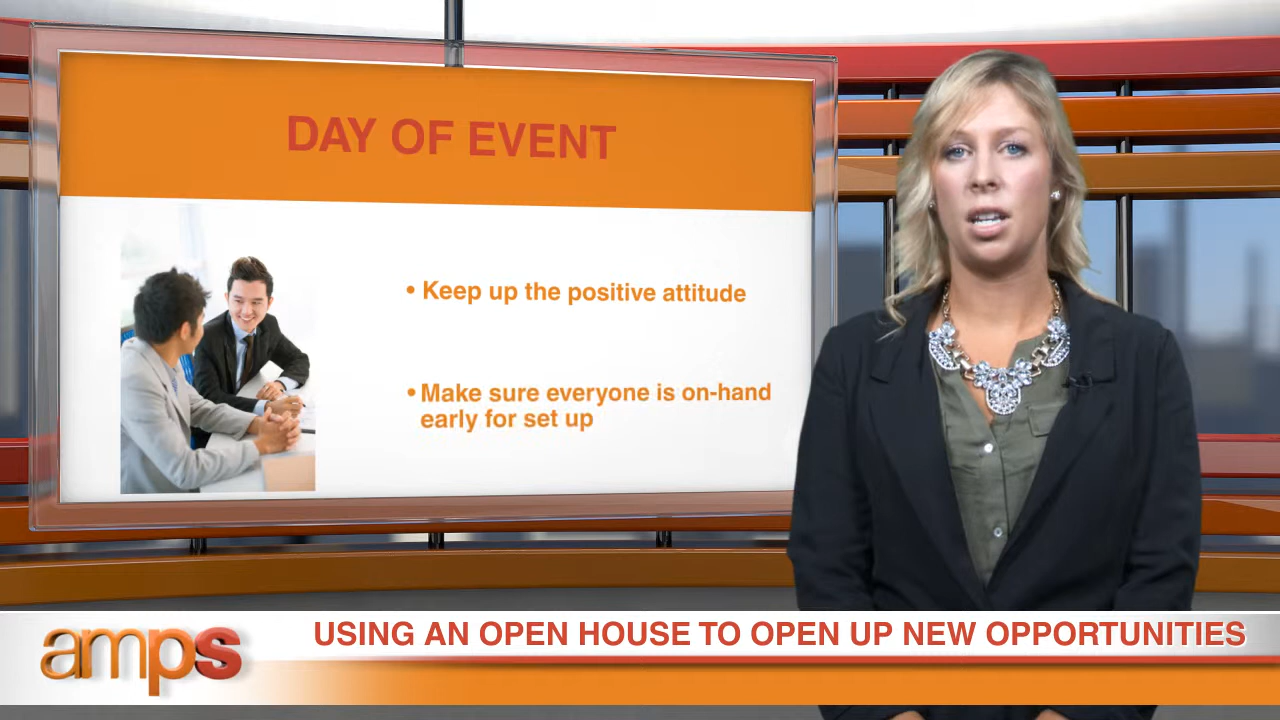 DAY OF EVENT
• Keep up the positive attitude
• Make sure everyone is on-hand
early for set up
amps
USING AN OPEN HOUSE TO OPEN UP NEW OPPORTUNITIES